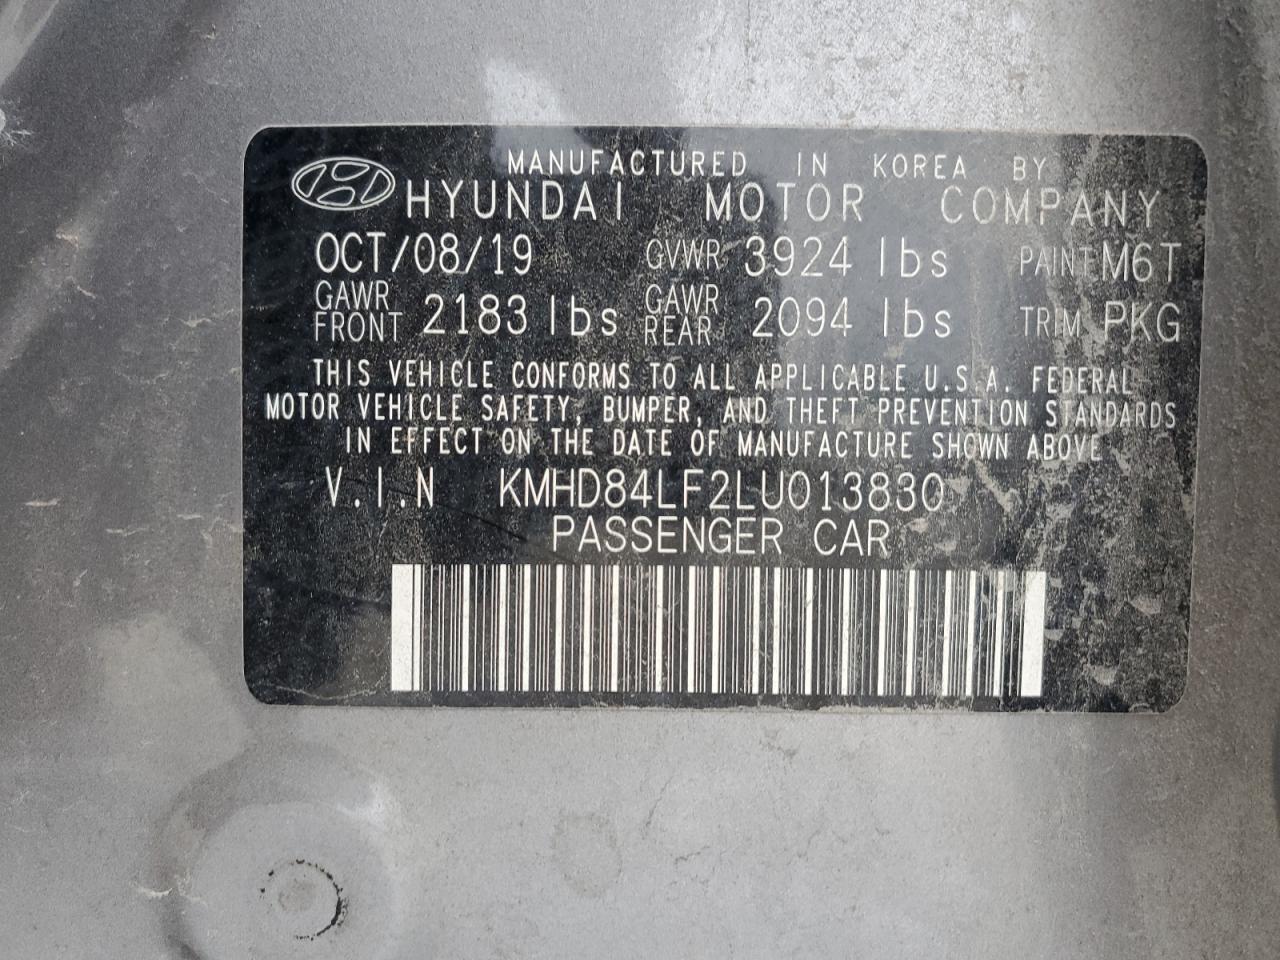 MANUFACTURED IN KOREA BY
HYUNDAI MOTOR COMPANY
OCT/08/19 GVWR 3924 lbs PAINT M6T
GAWR FRONT 2183 lbs GAWR REAR 2094 lbs TRIM PKG
THIS VEHICLE CONFORMS TO ALL APPLICABLE U.S.A. FEDERAL
MOTOR VEHICLE SAFETY, BUMPER, AND THEFT PREVENTION STANDARDS
IN EFFECT ON THE DATE OF MANUFACTURE SHOWN ABOVE
V.I.N KMHD84LF2LU013830
PASSENGER CAR